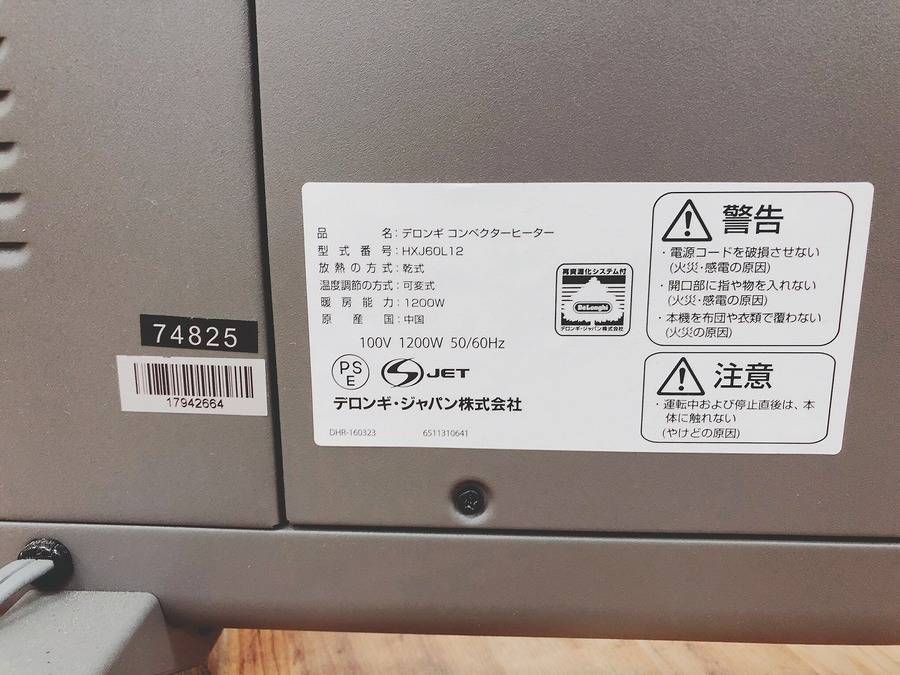 品 名：デロンギ コンベクターヒーター
型 式 番 号：HXJ60L12
放 熱 の 方 式：乾式
温度調節の方式：可変式
暖 房 能 力：1200W
原 産 国：中国
100V 1200W 50/60Hz
PS
E
JET
デロンギ・ジャパン株式会社
DHR-160323 6511310641
再資源化システム付
DeLonghi
デロンギ・ジャパン株式会社
警告
・電源コードを破損させない
(火災・感電の原因)
・開口部に指や物を入れない
(火災・感電の原因)
・本機を布団や衣類で覆わない
(火災の原因)
注意
・運転中および停止直後は、本
体に触れない
(やけどの原因)
74825
17942664